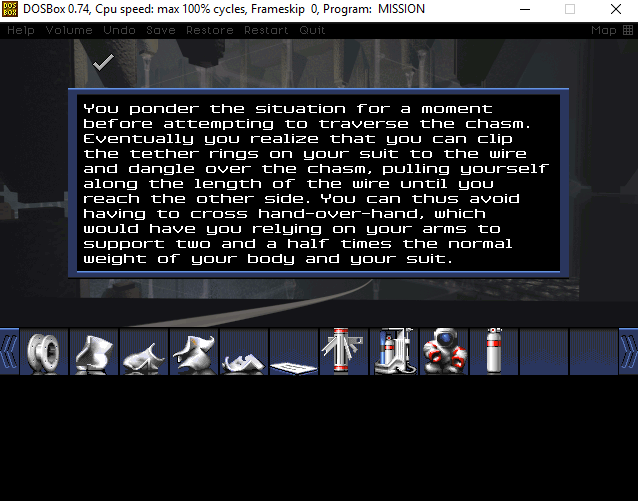 DOS BOX DOSBox 0.74, Cpu speed: max 100% cycles, Frameskip 0, Program: MISSION
Help Volume Undo Save Restore Restart Quit Map
You ponder the situation for a moment
before attempting to traverse the chasm.
Eventually you realize that you can clip
the tether rings on your suit to the wire
and dangle over the chasm, pulling yourself
along the length of the wire until you
reach the other side. You can thus avoid
having to cross hand-over-hand, which
would have you relying on your arms to
support two and a half times the normal
weight of your body and your suit.